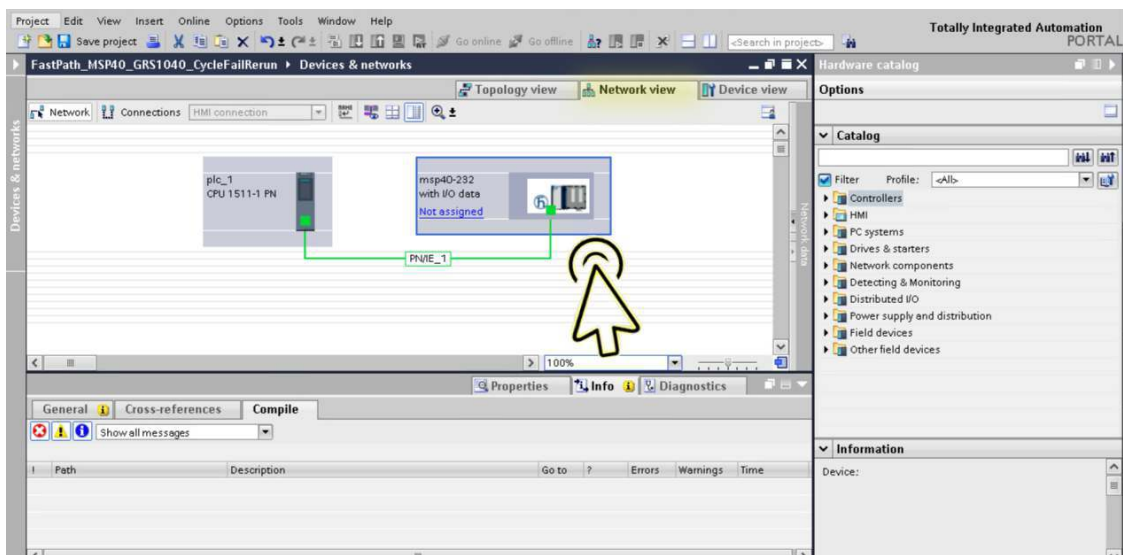 Project Edit View Insert Online Options Tools Window Help
Totally Integrated Automation
PORTAL
Save project Go online Go offline <Search in project>
FastPath_MSP40_GRS1040_CycleFailRerun Devices & networks
Hardware catalog
Topology view Network view Device view
Options
Network Connections HMI connection
Devices & networks
Catalog
Filter Profile: <All>
plc_1
CPU 1511-1 PN
msp40-232
with I/O data
Not assigned
PN/IE_1
Network data
Controllers
HMI
PC systems
Drives & starters
Network components
Detecting & Monitoring
Distributed I/O
Power supply and distribution
Field devices
Other field devices
100%
Properties Info Diagnostics
General Cross-references Compile
Show all messages
! Path Description Go to ? Errors Warnings Time
Information
Device: